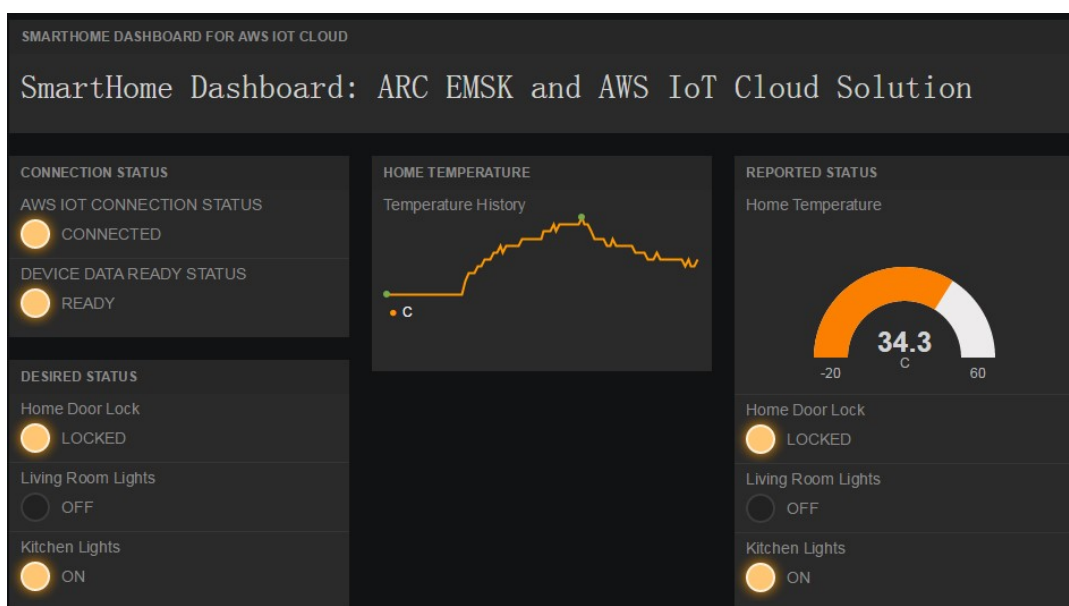 SMARTHOME DASHBOARD FOR AWS IOT CLOUD
SmartHome Dashboard: ARC EMSK and AWS IoT Cloud Solution
CONNECTION STATUS
AWS IOT CONNECTION STATUS
CONNECTED
DEVICE DATA READY STATUS
READY
DESIRED STATUS
Home Door Lock
LOCKED
Living Room Lights
OFF
Kitchen Lights
ON
HOME TEMPERATURE
Temperature History
C
REPORTED STATUS
Home Temperature
34.3
C
-20
60
Home Door Lock
LOCKED
Living Room Lights
OFF
Kitchen Lights
ON